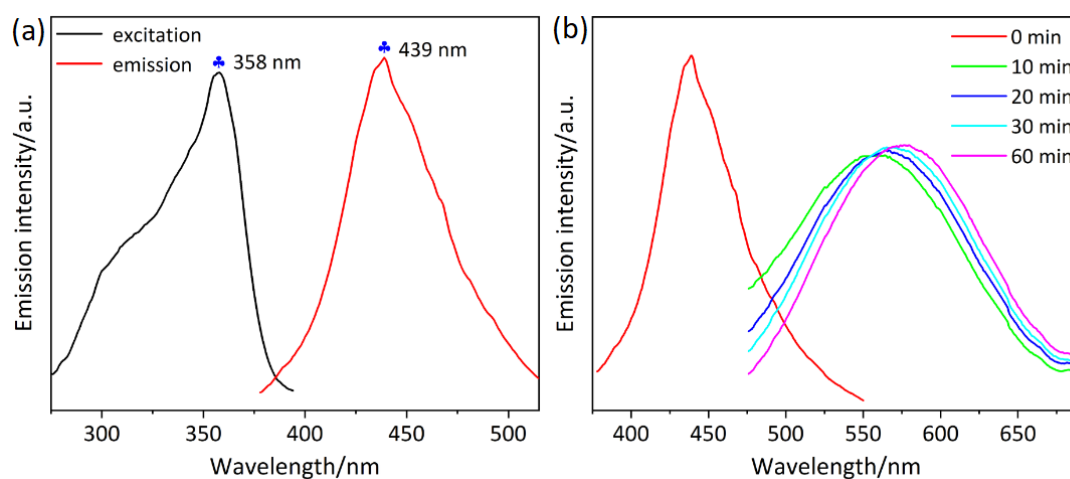 (a)
excitation
emission
♣ 358 nm
♣ 439 nm
Emission intensity/a.u.
300
350
400
450
500
Wavelength/nm
(b)
0 min
10 min
20 min
30 min
60 min
Emission intensity/a.u.
400
450
500
550
600
650
Wavelength/nm